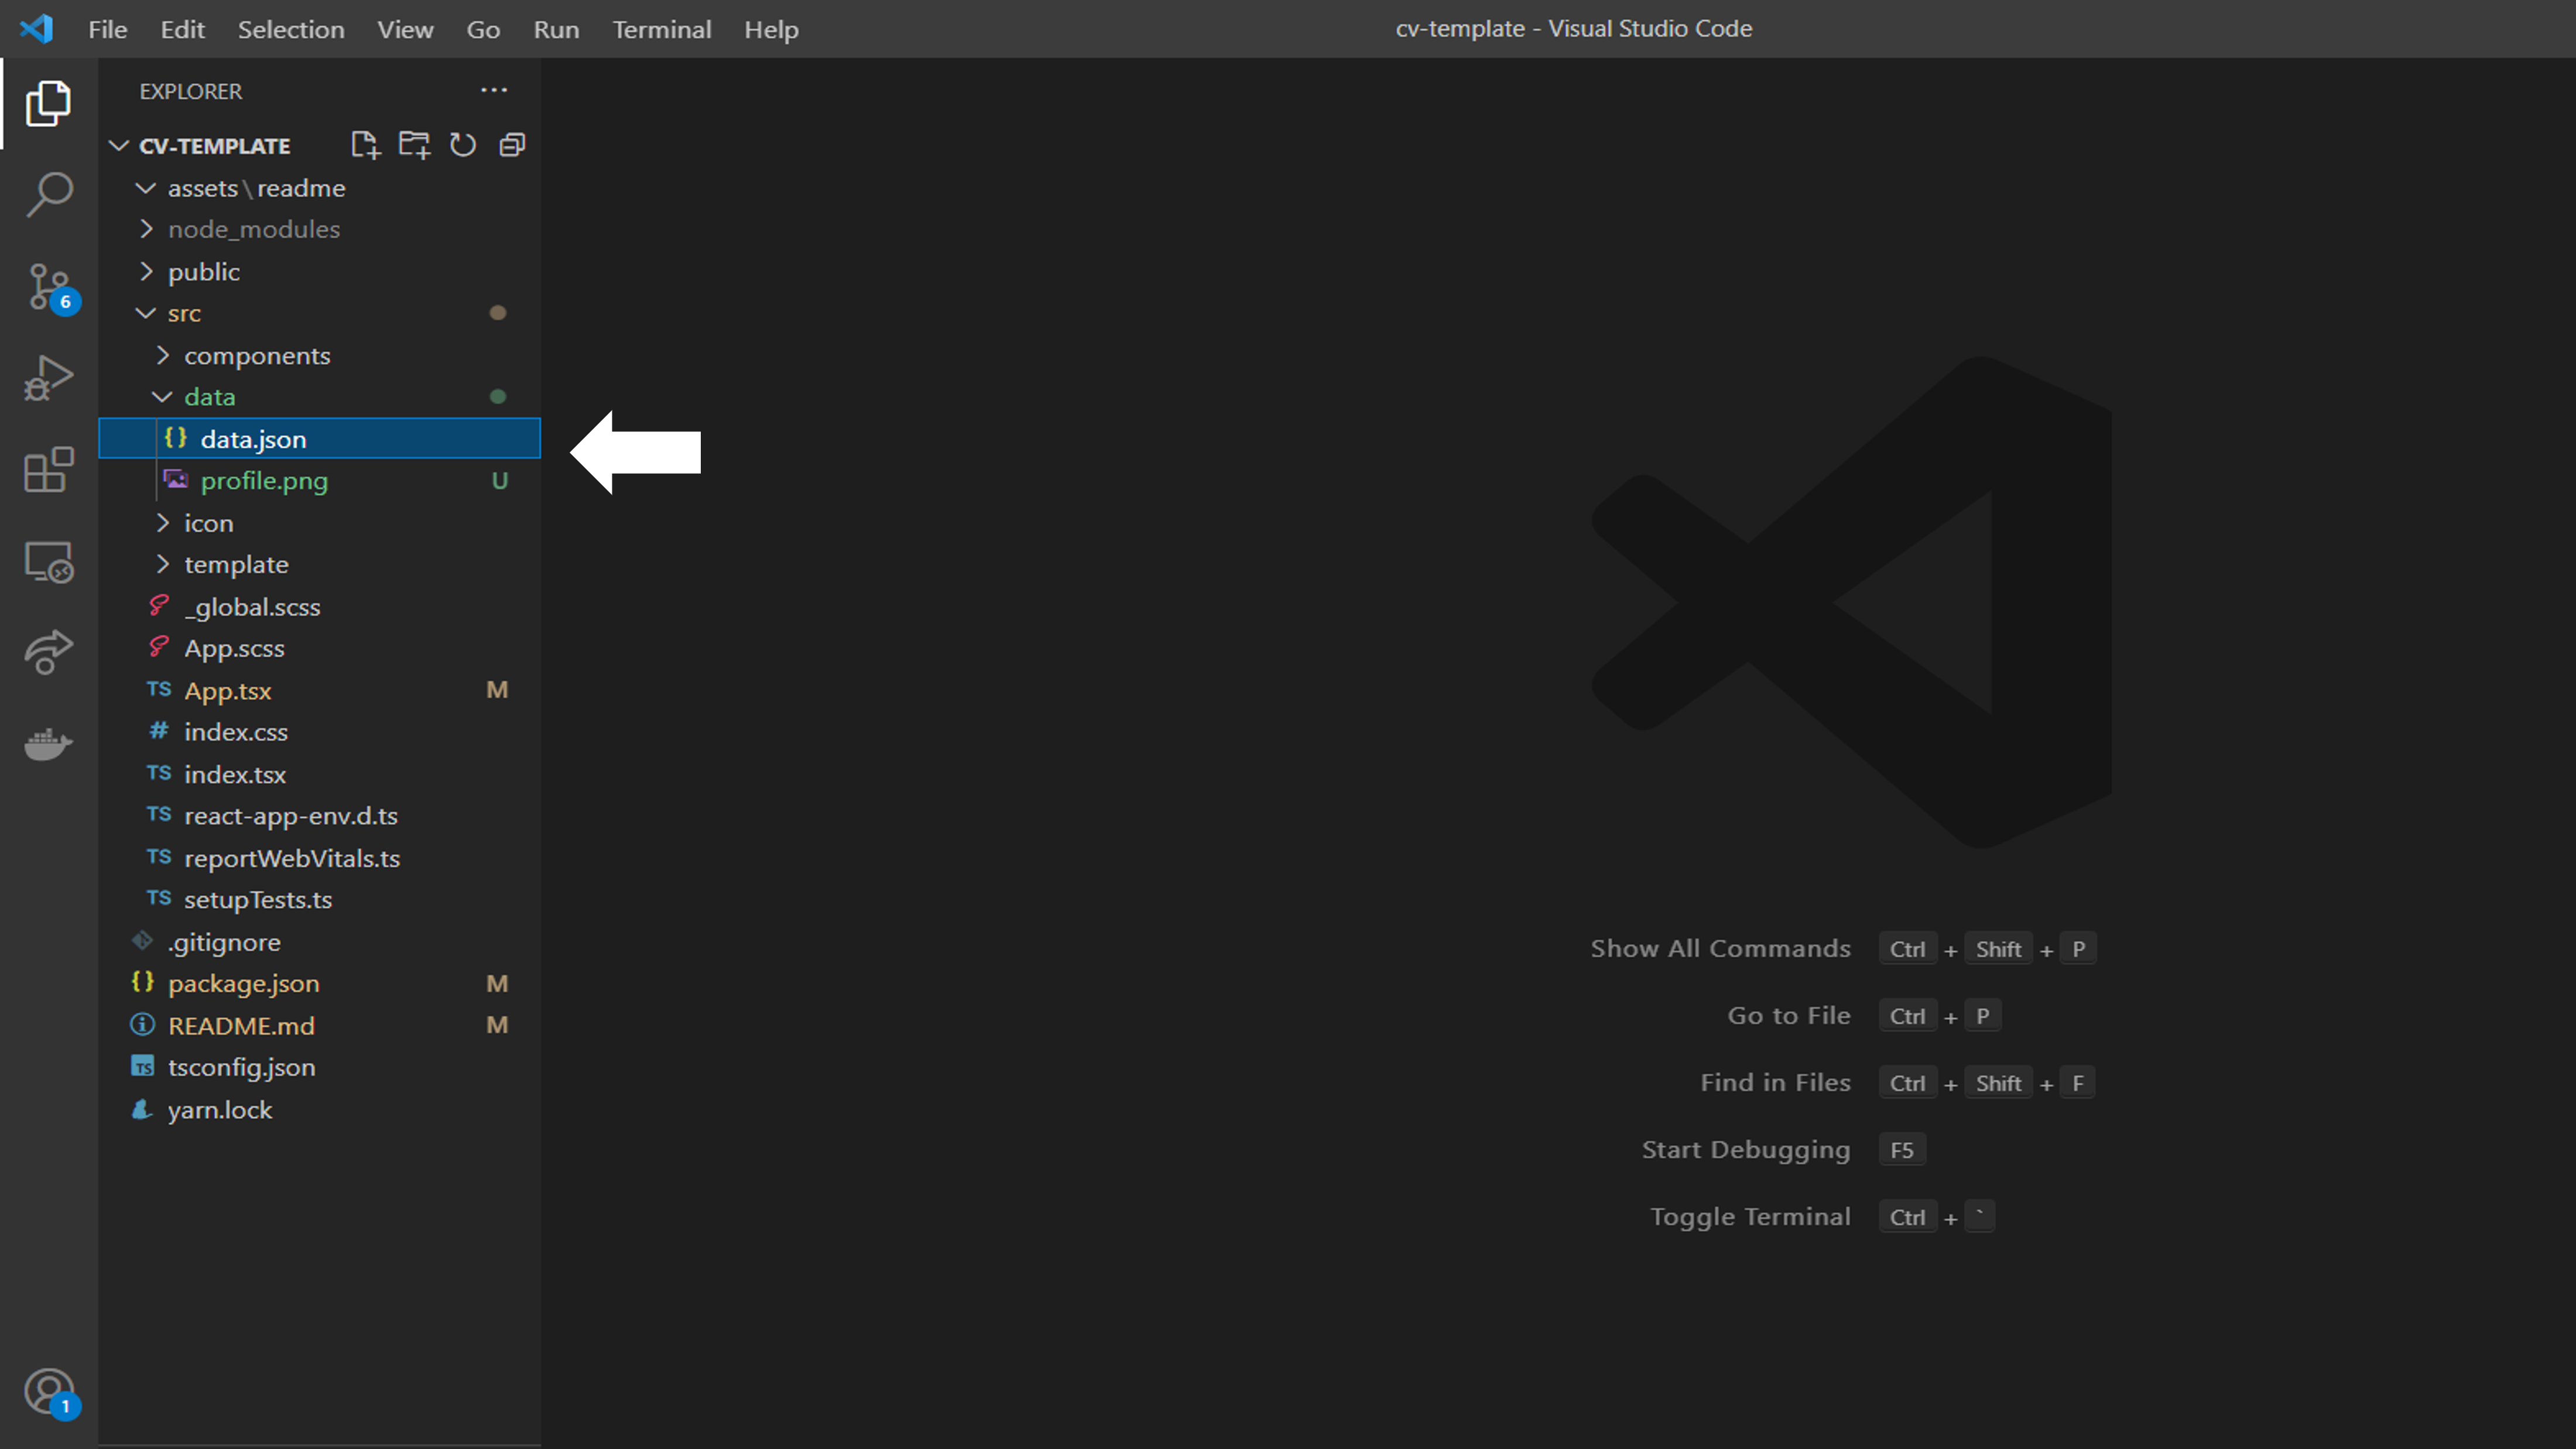 File Edit Selection View Go Run Terminal Help cv-template - Visual Studio Code
EXPLORER ···
CV-TEMPLATE
assets\readme
node_modules
public
6
src
components
data
{} data.json
profile.png U
icon
template
_global.scss
App.scss
TS App.tsx M
# index.css
TS index.tsx
TS react-app-env.d.ts
TS reportWebVitals.ts
TS setupTests.ts
.gitignore
{} package.json M
README.md M
TS tsconfig.json
yarn.lock
1
Show All Commands Ctrl + Shift + P
Go to File Ctrl + P
Find in Files Ctrl + Shift + F
Start Debugging F5
Toggle Terminal Ctrl + `